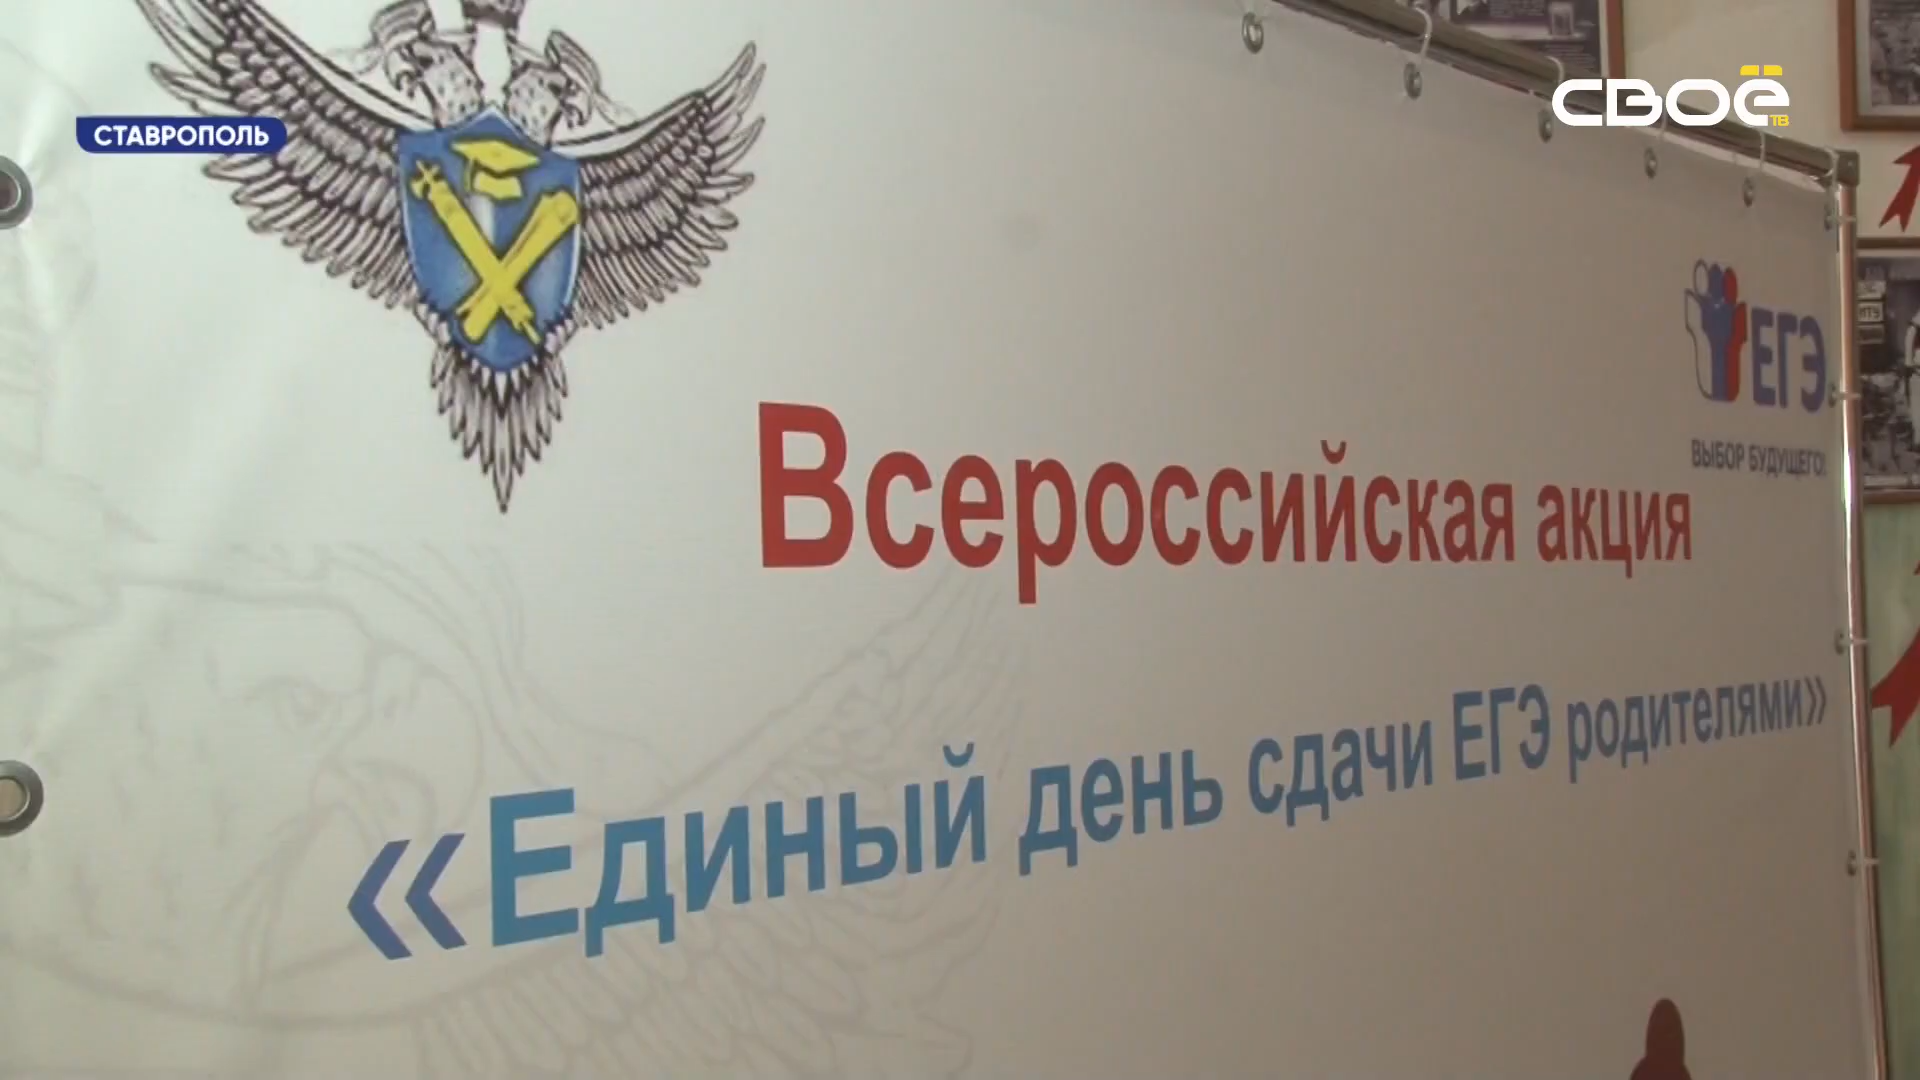 СТАВРОПОЛЬ
СВОЁ
ТВ
ЕГЭ
ВЫБОР БУДУЩЕГО!
Всероссийская акция
«Единый день сдачи ЕГЭ родителями»